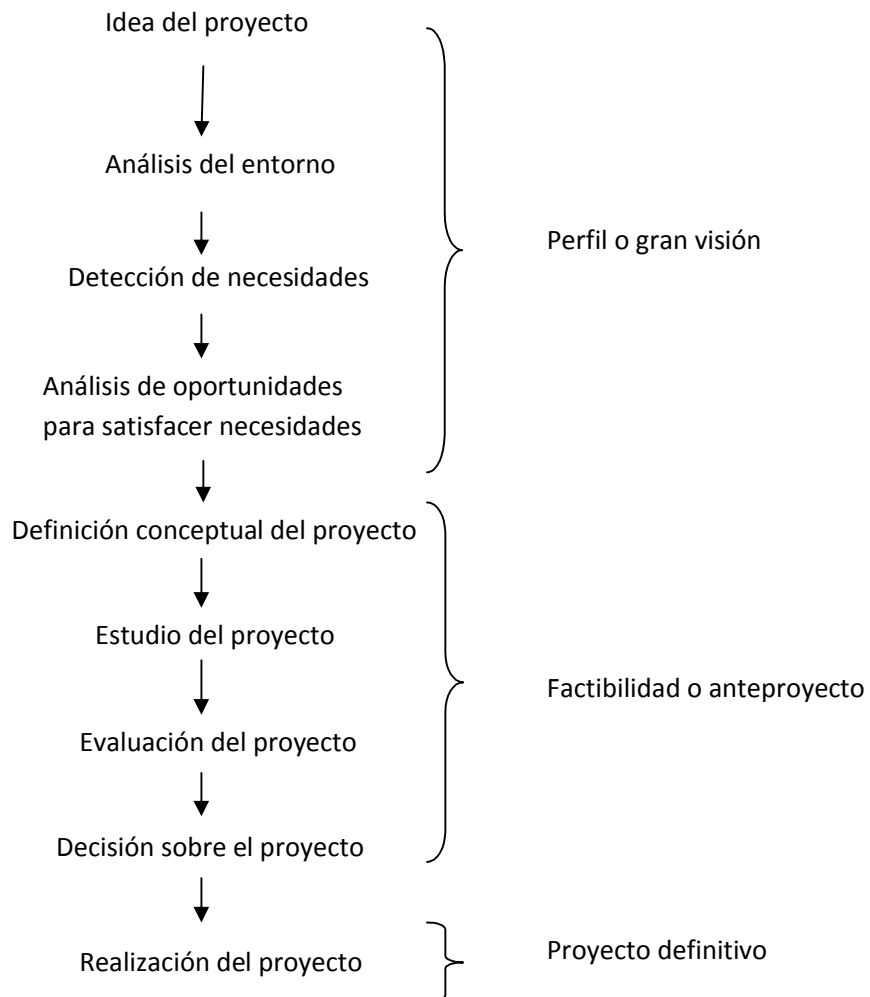 Idea del proyecto
Análisis del entorno
Detección de necesidades
Perfil o gran visión
Análisis de oportunidades
para satisfacer necesidades
Definición conceptual del proyecto
Estudio del proyecto
Factibilidad o anteproyecto
Evaluación del proyecto
Decisión sobre el proyecto
Realización del proyecto
Proyecto definitivo